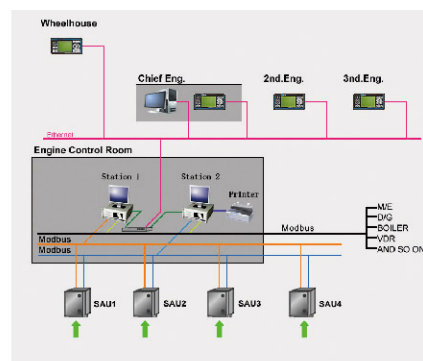 Wheelhouse
Chief Eng.
2nd.Eng.
3nd.Eng.
Ethernet
Engine Control Room
Station 1
Station 2
Printer
Modbus
M/E
D/G
BOILER
VDR
AND SO ON
Modbus
Modbus
SAU1
SAU2
SAU3
SAU4